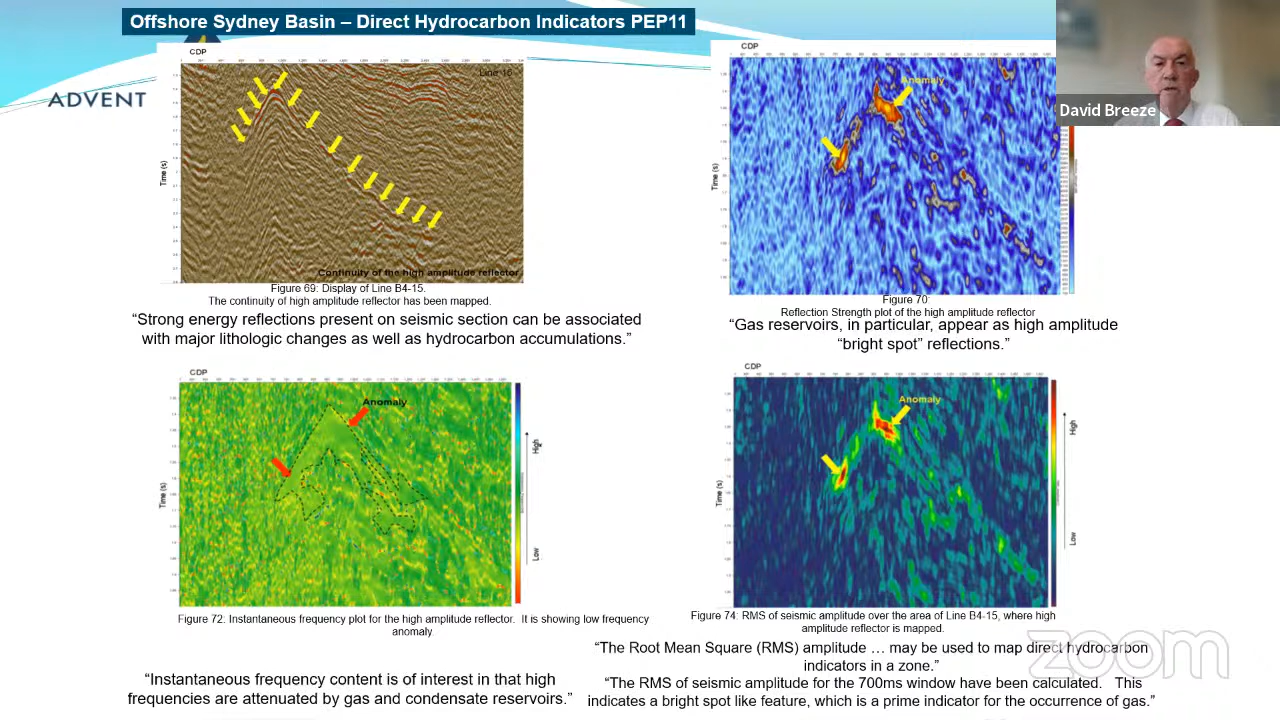 Offshore Sydney Basin – Direct Hydrocarbon Indicators PEP11
ADVENT
David Breeze
CDP
Line 15
Time (s)
Continuity of the high amplitude reflector
Figure 69: Display of Line B4-15.
The continuity of high amplitude reflector has been mapped.
“Strong energy reflections present on seismic section can be associated
with major lithologic changes as well as hydrocarbon accumulations.”
CDP
Anomaly
Time (s)
Figure 70:
Reflection Strength plot of the high amplitude reflector
“Gas reservoirs, in particular, appear as high amplitude
“bright spot” reflections.”
CDP
Anomaly
Time (s)
High
Low
Figure 72: Instantaneous frequency plot for the high amplitude reflector.  It is showing low frequency
anomaly.
“Instantaneous frequency content is of interest in that high
frequencies are attenuated by gas and condensate reservoirs.”
CDP
Anomaly
Time (s)
High
Low
Figure 74: RMS of seismic amplitude over the area of Line B4-15, where high
amplitude reflector is mapped.
“The Root Mean Square (RMS) amplitude … may be used to map direct hydrocarbon
indicators in a zone.”
“The RMS of seismic amplitude for the 700ms window have been calculated.   This
indicates a bright spot like feature, which is a prime indicator for the occurrence of gas.”
zoom